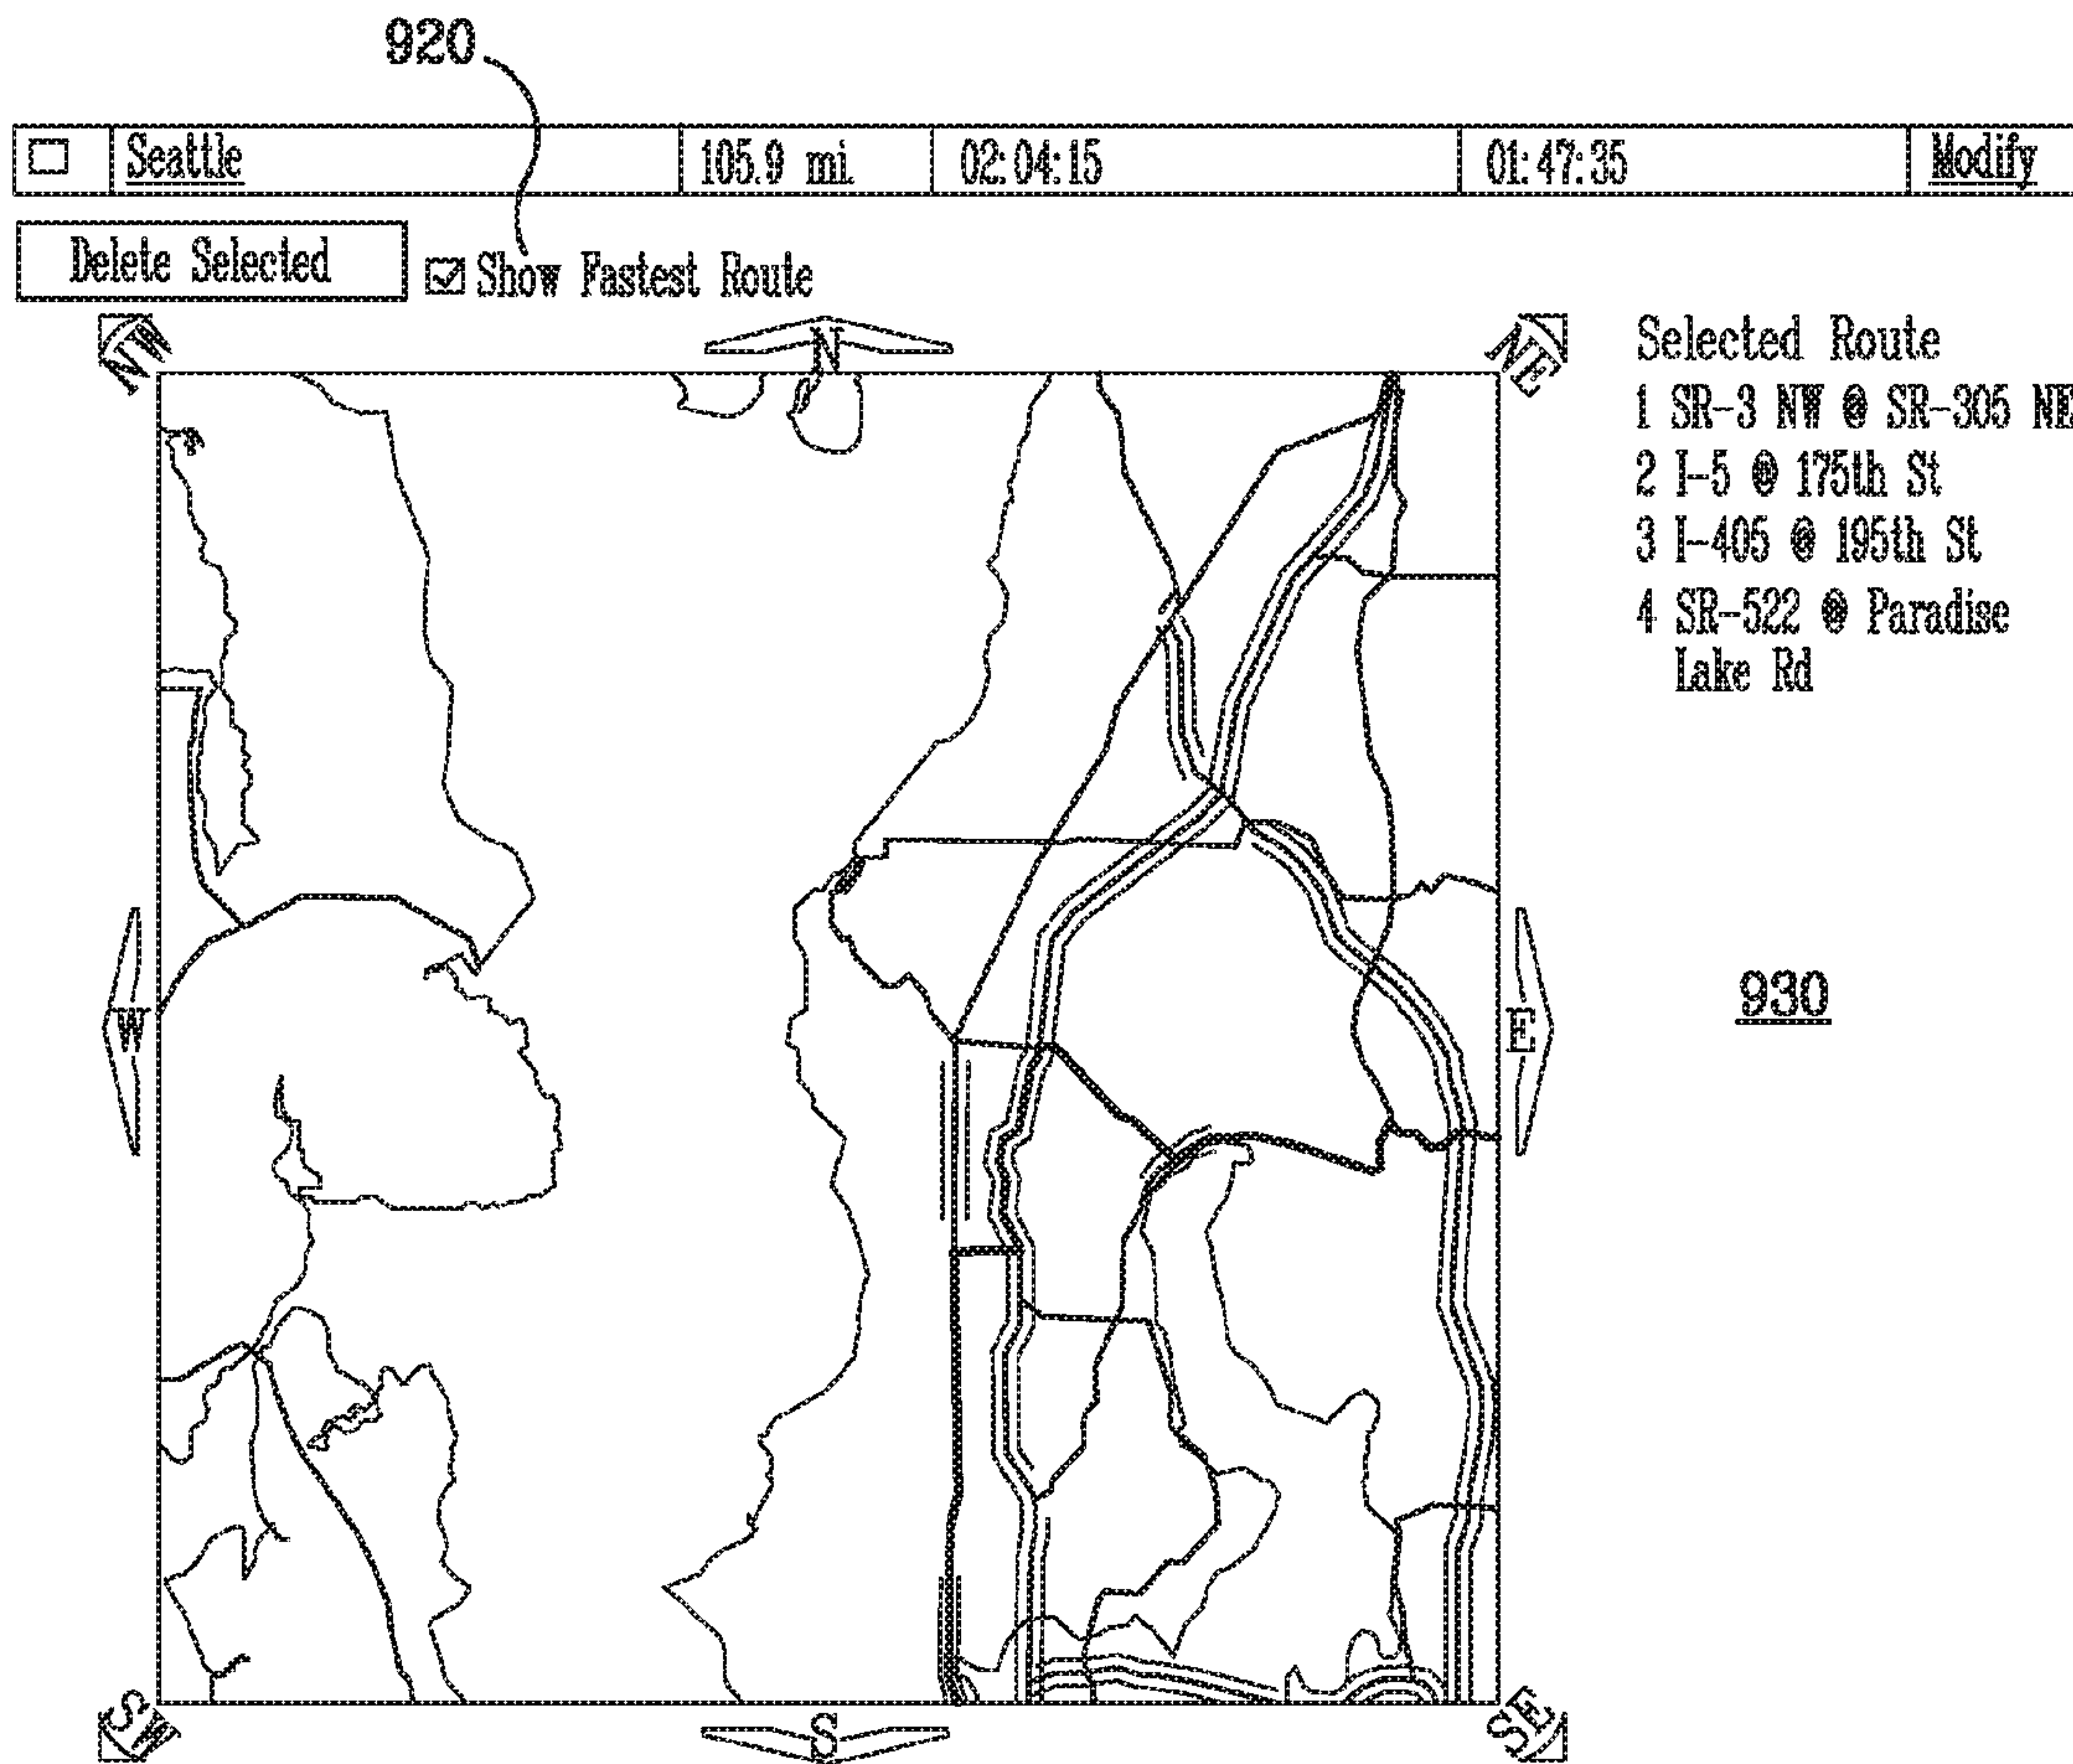 920
Seattle 105.9 mi 02:04:15 01:47:35 Modify
Delete Selected Show Fastest Route
NW N NE
Selected Route
1 SR-3 NW @ SR-305 NE
2 I-5 @ 175th St
3 I-405 @ 195th St
4 SR-522 @ Paradise
Lake Rd
W E
930
SW S SE